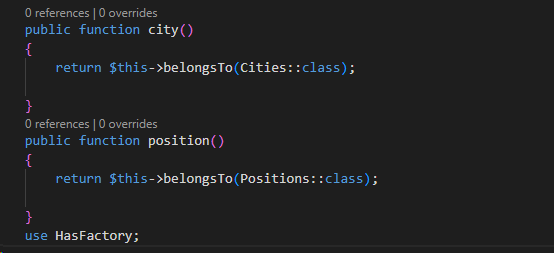 0 references | 0 overrides
public function city()
{
return $this->belongsTo(Cities::class);
}
0 references | 0 overrides
public function position()
{
return $this->belongsTo(Positions::class);
}
use HasFactory;